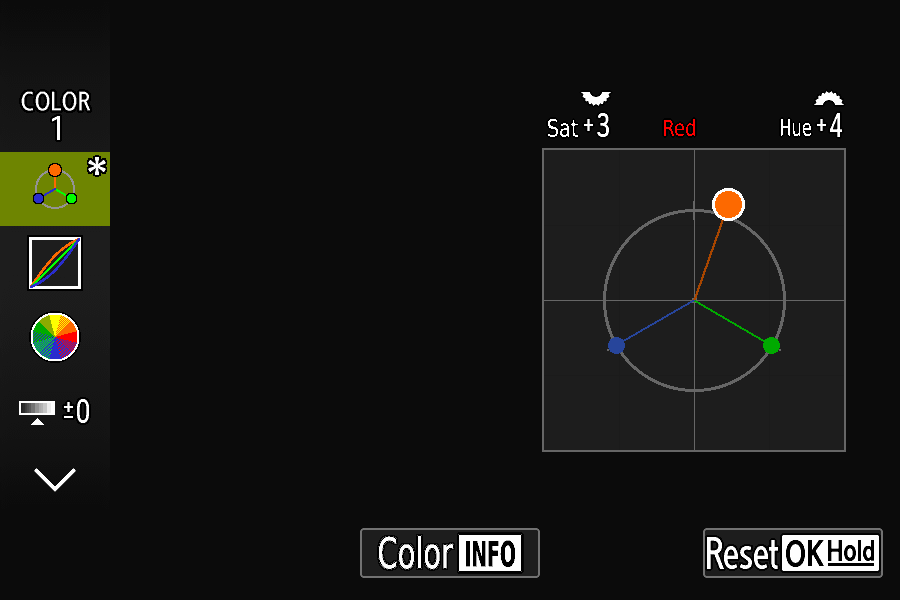 COLOR
1
Sat +3 Red Hue +4
±0
Color INFO
Reset OK Hold